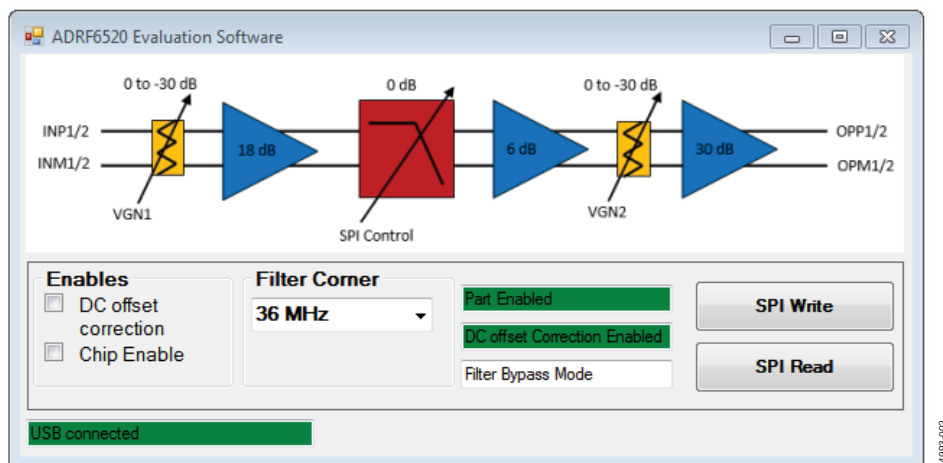 ADRF6520 Evaluation Software
0 to -30 dB
0 dB
0 to -30 dB
INP1/2
INM1/2
18 dB
6 dB
30 dB
OPP1/2
OPM1/2
VGN1
SPI Control
VGN2
Enables
DC offset
correction
Chip Enable
Filter Corner
36 MHz
Part Enabled
DC offset Correction Enabled
Filter Bypass Mode
SPI Write
SPI Read
USB connected